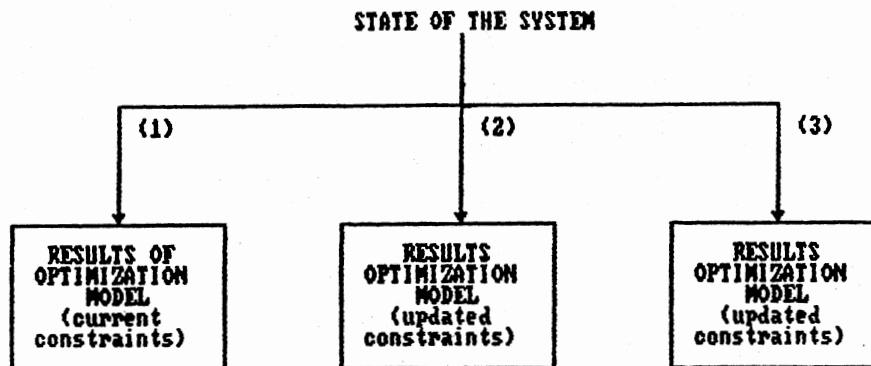 STATE OF THE SYSTEM
(1)
(2)
(3)
RESULTS OF
OPTIMIZATION
MODEL
(current
constraints)
RESULTS
OPTIMIZATION
MODEL
(updated
constraints)
RESULTS
OPTIMIZATION
MODEL
(updated
constraints)